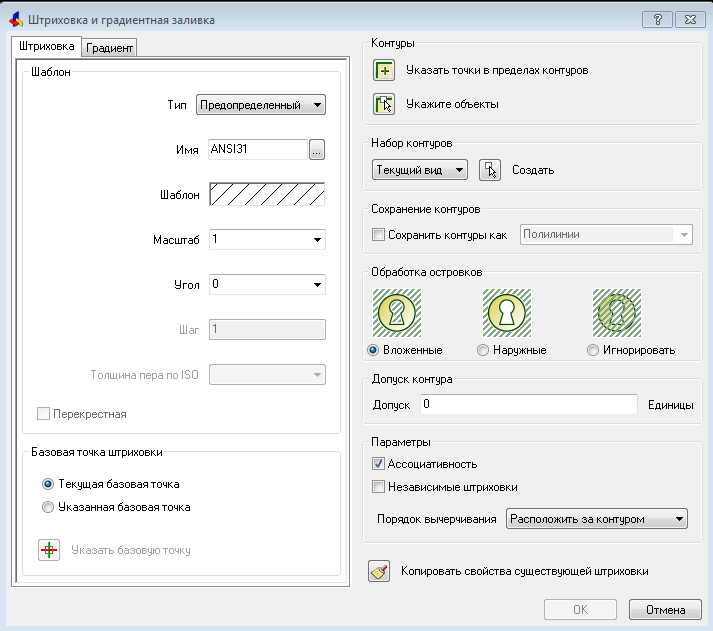 Штриховка и градиентная заливка
Штриховка
Градиент
Шаблон
Тип
Предопределенный
Имя
ANSI31
...
Шаблон
Масштаб
1
Угол
0
Шаг
1
Толщина пера по ISO
Перекрестная
Базовая точка штриховки
Текущая базовая точка
Указанная базовая точка
Указать базовую точку
Контуры
Указать точки в пределах контуров
Укажите объекты
Набор контуров
Текущий вид
Создать
Сохранение контуров
Сохранить контуры как
Полилинии
Обработка островков
Вложенные
Наружные
Игнорировать
Допуск контура
Допуск
0
Единицы
Параметры
Ассоциативность
Независимые штриховки
Порядок вычерчивания
Расположить за контуром
Копировать свойства существующей штриховки
OK
Отмена